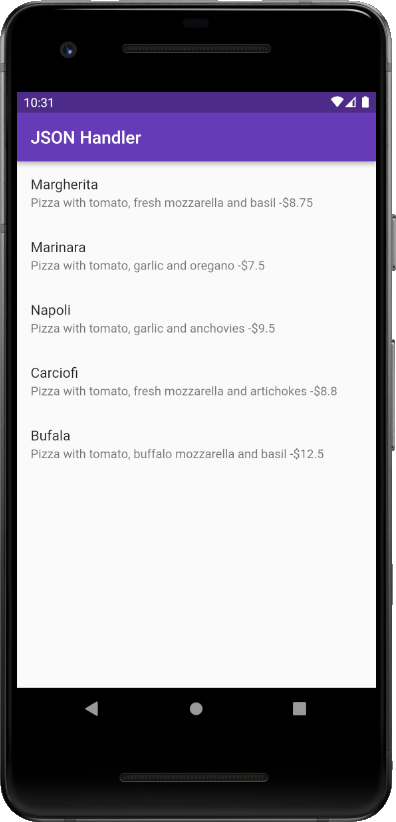 10:31
JSON Handler
Margherita
Pizza with tomato, fresh mozzarella and basil -$8.75
Marinara
Pizza with tomato, garlic and oregano -$7.5
Napoli
Pizza with tomato, garlic and anchovies -$9.5
Carciofi
Pizza with tomato, fresh mozzarella and artichokes -$8.8
Bufala
Pizza with tomato, buffalo mozzarella and basil -$12.5